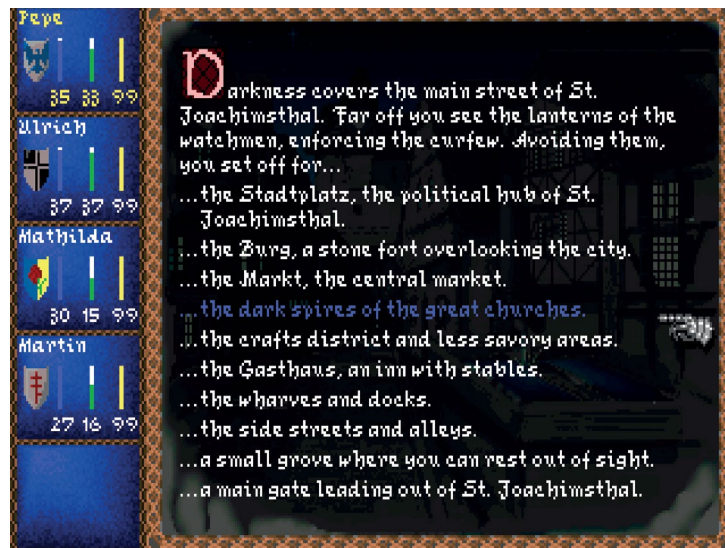 Pepe
35 33 99
Ulrich
37 37 99
Mathilda
30 15 99
Martin
27 16 99
Darkness covers the main street of St.
Joachimsthal. Far off you see the lanterns of the
watchmen, enforcing the curfew. Avoiding them,
you set off for...
...the Stadtplatz, the political hub of St.
Joachimsthal.
...the Burg, a stone fort overlooking the city.
...the Markt, the central market.
...the dark spires of the great churches.
...the crafts district and less savory areas.
...the Gasthaus, an inn with stables.
...the wharves and docks.
...the side streets and alleys.
...a small grove where you can rest out of sight.
...a main gate leading out of St. Joachimsthal.